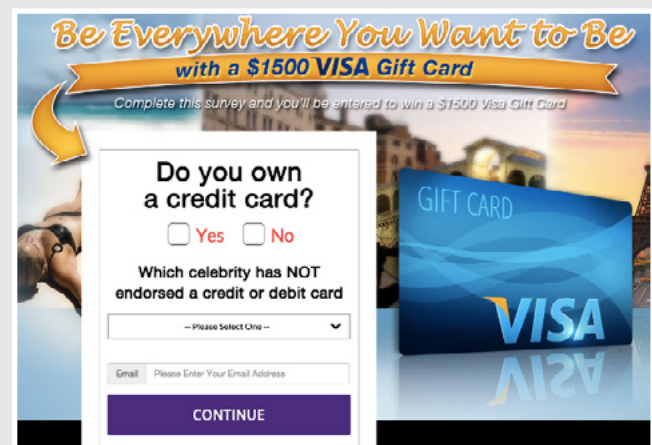 Be Everywhere You Want to Be
with a $1500 VISA Gift Card
Complete this survey and you'll be entered to win a $1500 Visa Gift Card
Do you own
a credit card?
Yes No
Which celebrity has NOT
endorsed a credit or debit card
-- Please Select One --
Email Please Enter Your Email Address
CONTINUE
GIFT CARD
VISA